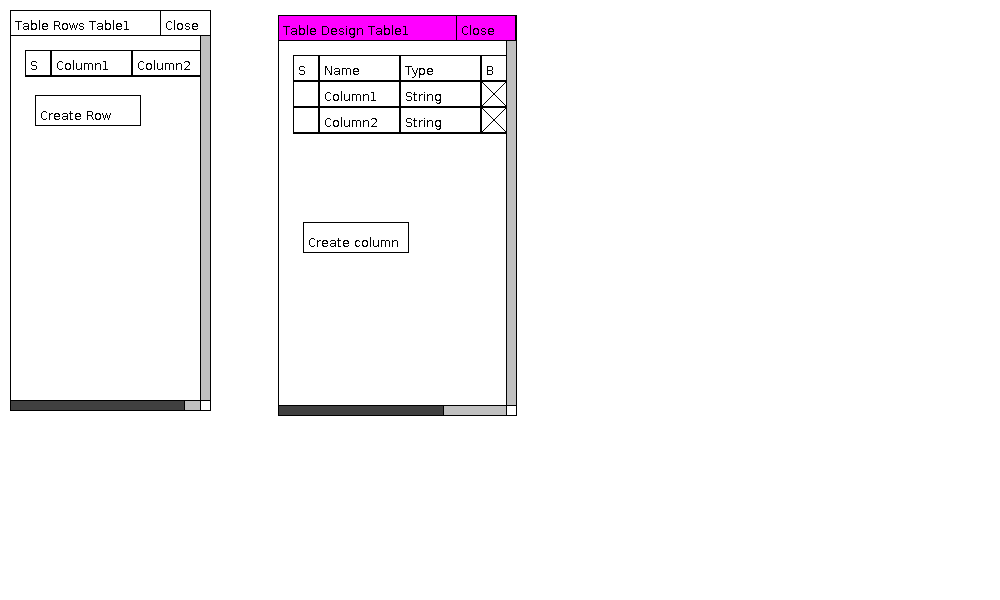 Table Rows Table1 Close
S Column1 Column2
Create Row
Table Design Table1 Close
S Name Type B
Column1 String
Column2 String
Create column